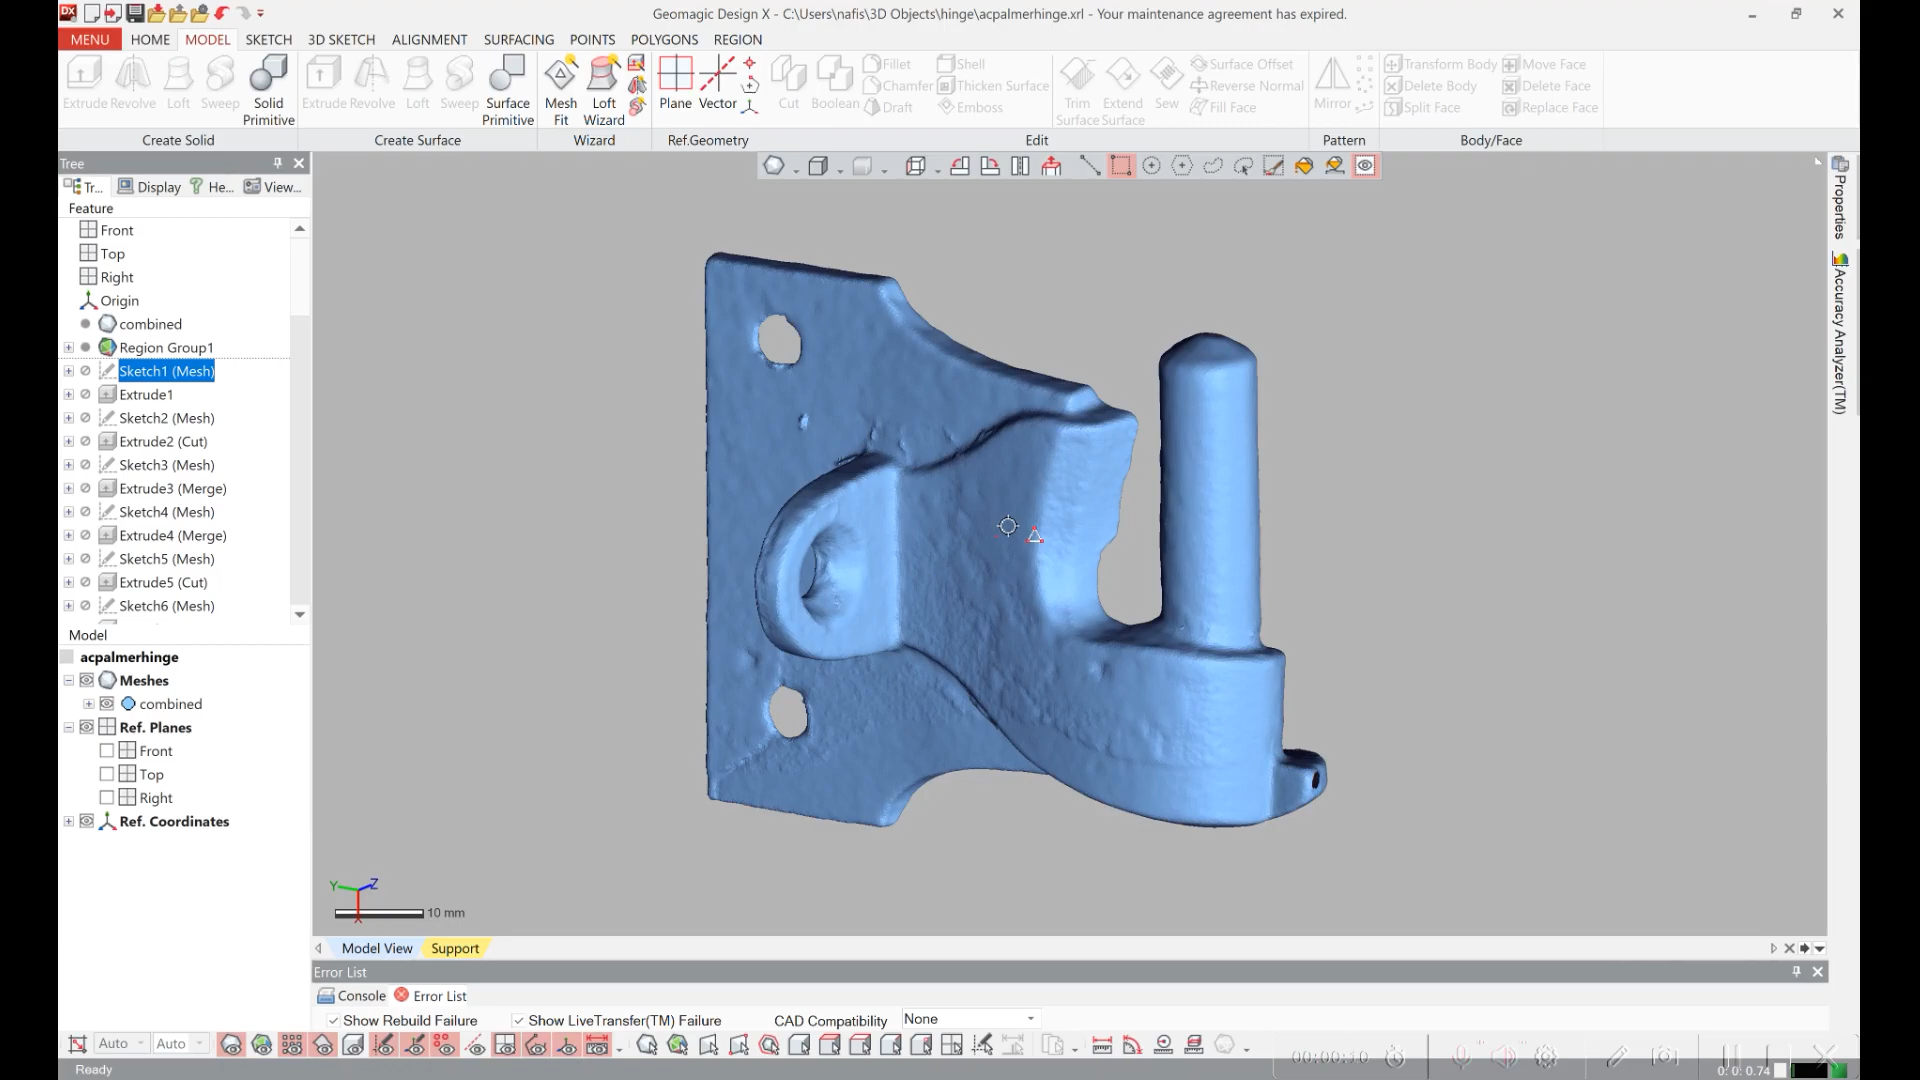 Geomagic Design X - C:\Users\nafis\3D Objects\hinge\acpalmerhinge.xrl - Your maintenance agreement has expired.
MENU HOME MODEL SKETCH 3D SKETCH ALIGNMENT SURFACING POINTS POLYGONS REGION
Fillet Shell Surface Offset Transform Body Move Face
Chamfer Thicken Surface Reverse Normal Delete Body Delete Face
Extrude Revolve Loft Sweep Solid Primitive Extrude Revolve Loft Sweep Surface Primitive Mesh Fit Loft Wizard Plane Vector Cut Boolean Draft Emboss Trim Surface Extend Surface Sew Fill Face Mirror Split Face Replace Face
Create Solid Create Surface Wizard Ref.Geometry Edit Pattern Body/Face
Tree
Tr... Display He... View...
Feature
Front
Top
Right
Origin
combined
Region Group1
Sketch1 (Mesh)
Extrude1
Sketch2 (Mesh)
Extrude2 (Cut)
Sketch3 (Mesh)
Extrude3 (Merge)
Sketch4 (Mesh)
Extrude4 (Merge)
Sketch5 (Mesh)
Extrude5 (Cut)
Sketch6 (Mesh)
Model
acpalmerhinge
Meshes
combined
Ref. Planes
Front
Top
Right
Ref. Coordinates
Properties
Accuracy Analyzer(TM)
Y Z
X
10 mm
Model View Support
Error List
Console Error List
Show Rebuild Failure Show LiveTransfer(TM) Failure CAD Compatibility None
Auto Auto
00:00:10
Ready
0: 0: 0.74